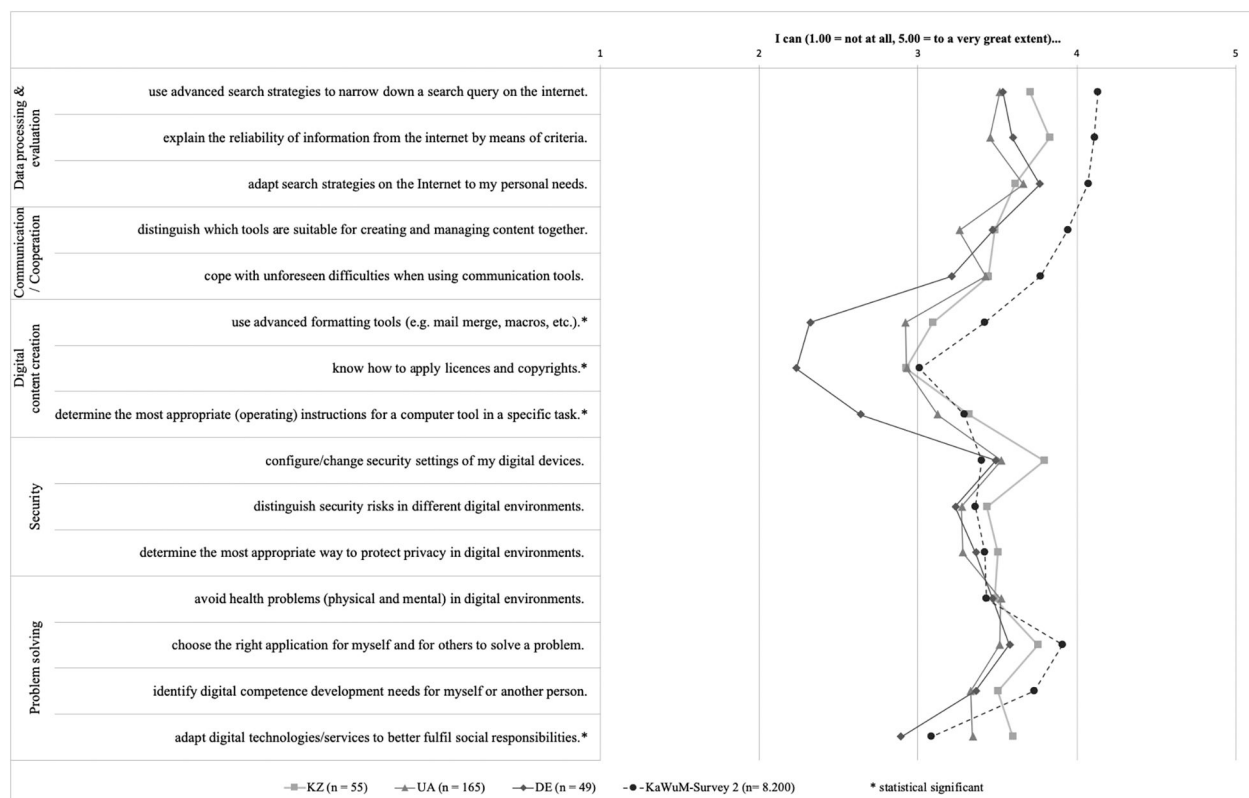 I can (1.00 = not at all, 5.00 = to a very great extent)...
1 2 3 4 5
Data processing &
evaluation
use advanced search strategies to narrow down a search query on the internet.
explain the reliability of information from the internet by means of criteria.
adapt search strategies on the Internet to my personal needs.
Communication
/ Cooperation
distinguish which tools are suitable for creating and managing content together.
cope with unforeseen difficulties when using communication tools.
Digital
content creation
use advanced formatting tools (e.g. mail merge, macros, etc.).*
know how to apply licences and copyrights.*
determine the most appropriate (operating) instructions for a computer tool in a specific task.*
Security
configure/change security settings of my digital devices.
distinguish security risks in different digital environments.
determine the most appropriate way to protect privacy in digital environments.
Problem solving
avoid health problems (physical and mental) in digital environments.
choose the right application for myself and for others to solve a problem.
identify digital competence development needs for myself or another person.
adapt digital technologies/services to better fulfil social responsibilities.*
KZ (n = 55) UA (n = 165) DE (n = 49) KaWuM-Survey 2 (n= 8.200) * statistical significant